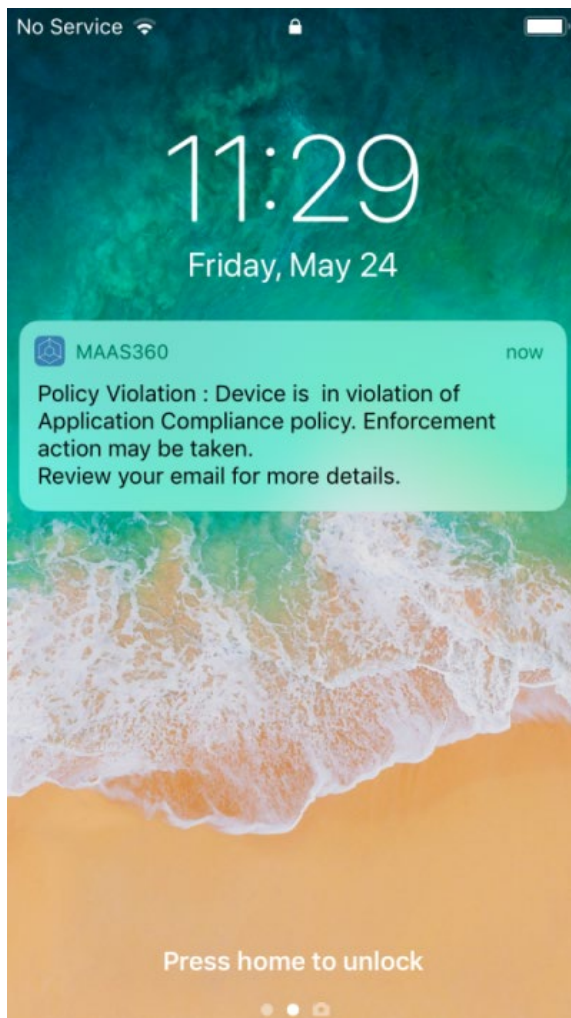 No Service
11:29
Friday, May 24
MAAS360 now
Policy Violation : Device is  in violation of
Application Compliance policy. Enforcement
action may be taken.
Review your email for more details.
Press home to unlock